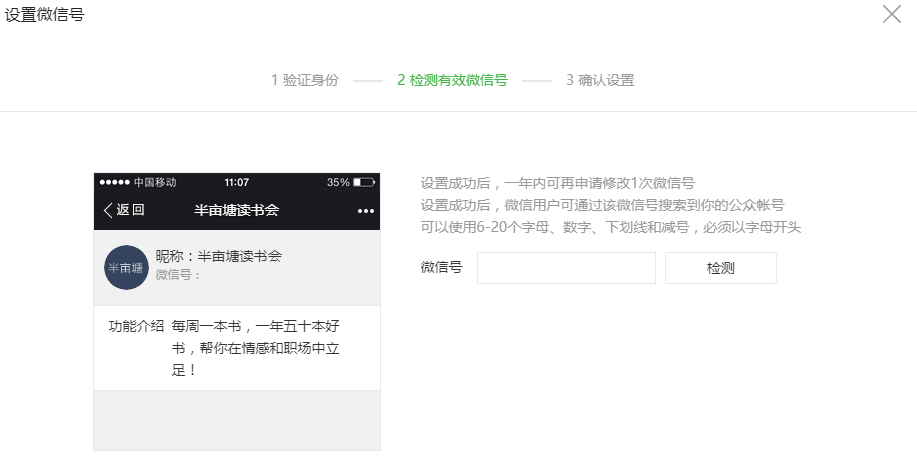 设置微信号
1 验证身份 2 检测有效微信号 3 确认设置
中国移动 11:07 35%
返回 半亩塘读书会
半亩塘
昵称：半亩塘读书会
微信号：
功能介绍 每周一本书，一年五十本好
书，帮你在情感和职场中立
足！
设置成功后，一年内可再申请修改1次微信号
设置成功后，微信用户可通过该微信号搜索到你的公众帐号
可以使用6-20个字母、数字、下划线和减号，必须以字母开头
微信号 检测